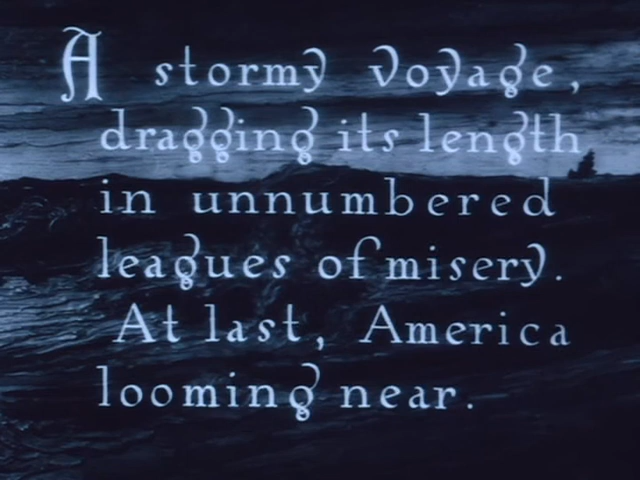 A stormy voyage,
dragging its length
in unnumbered
leagues of misery.
At last, America
looming near.